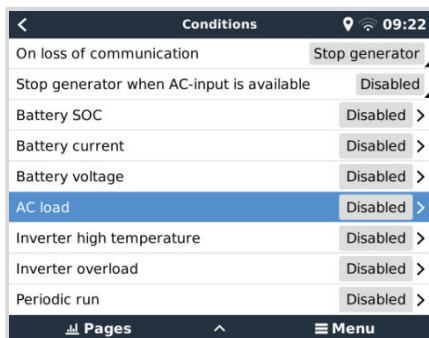 Conditions 09:22
On loss of communication Stop generator
Stop generator when AC-input is available Disabled
Battery SOC Disabled
Battery current Disabled
Battery voltage Disabled
AC load Disabled
Inverter high temperature Disabled
Inverter overload Disabled
Periodic run Disabled
Pages Menu